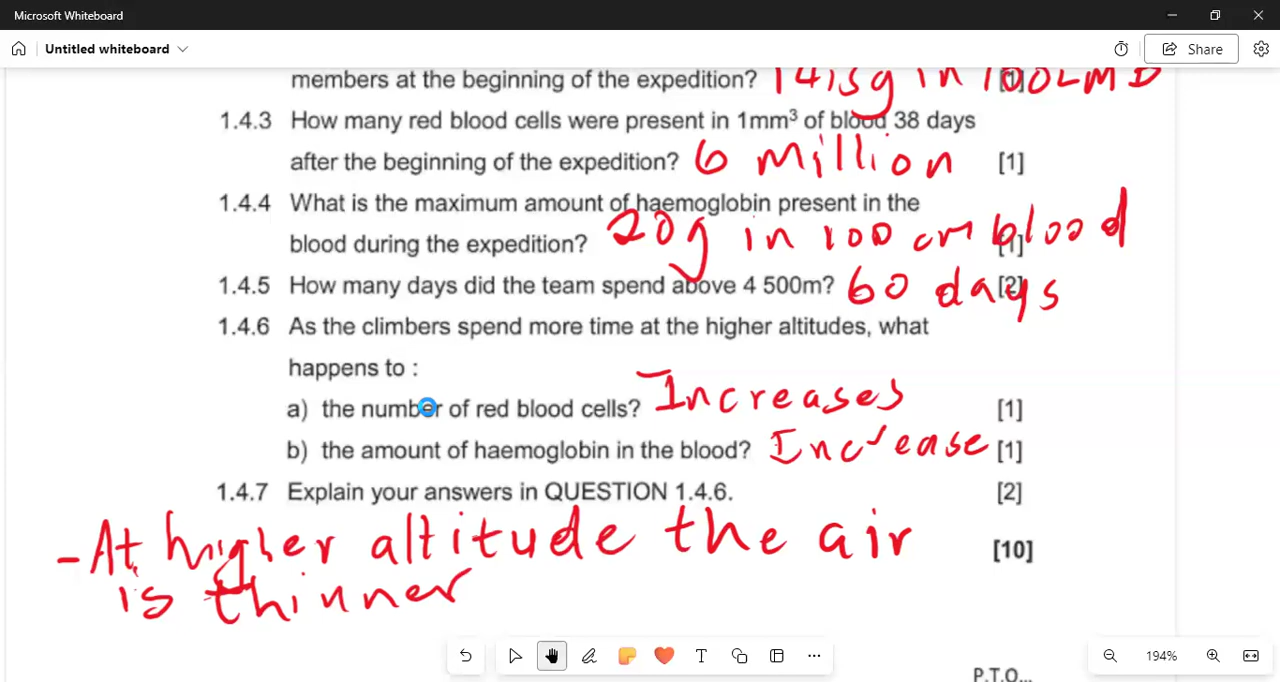 Microsoft Whiteboard
Untitled whiteboard
Share
members at the beginning of the expedition? in
1.4.3 How many red blood cells were present in 1mm³ of blood 38 days
after the beginning of the expedition? 6 million [1]
1.4.4 What is the maximum amount of haemoglobin present in the
blood during the expedition? 20g in 100 cm blood [1]
1.4.5 How many days did the team spend above 4 500m? 60 days [2]
1.4.6 As the climbers spend more time at the higher altitudes, what
happens to :
a) the number of red blood cells? Increases [1]
b) the amount of haemoglobin in the blood? Increase [1]
1.4.7 Explain your answers in QUESTION 1.4.6. [2]
- At higher altitude the air
[10]
is thinner
194%
P.T.O...